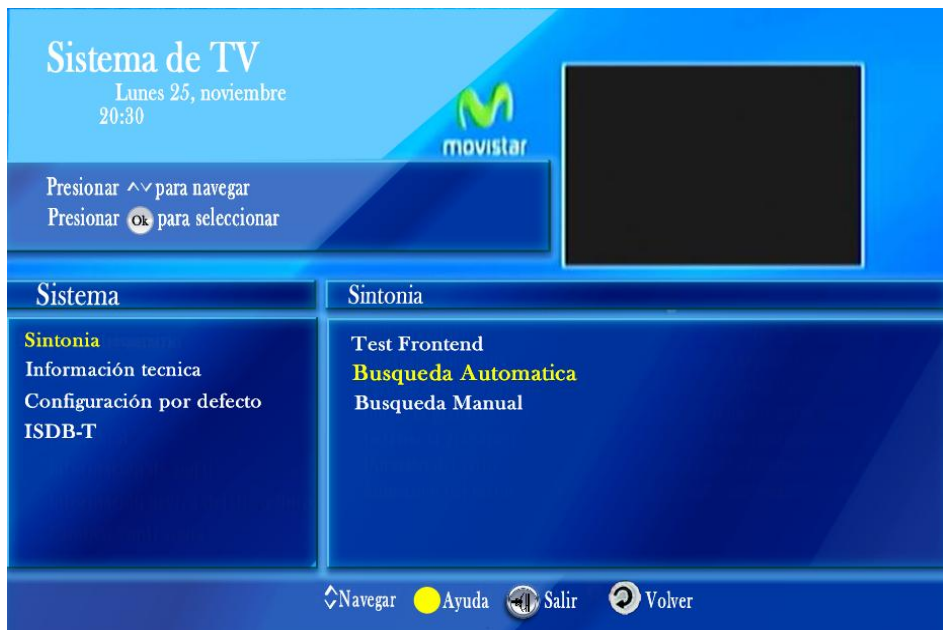 Sistema de TV
Lunes 25, noviembre
20:30
movistar
Presionar ^v para navegar
Presionar Ok para seleccionar
Sistema
Sintonia
Sintonia
Información tecnica
Configuración por defecto
ISDB-T
Test Frontend
Busqueda Automatica
Busqueda Manual
Navegar Ayuda Salir Volver